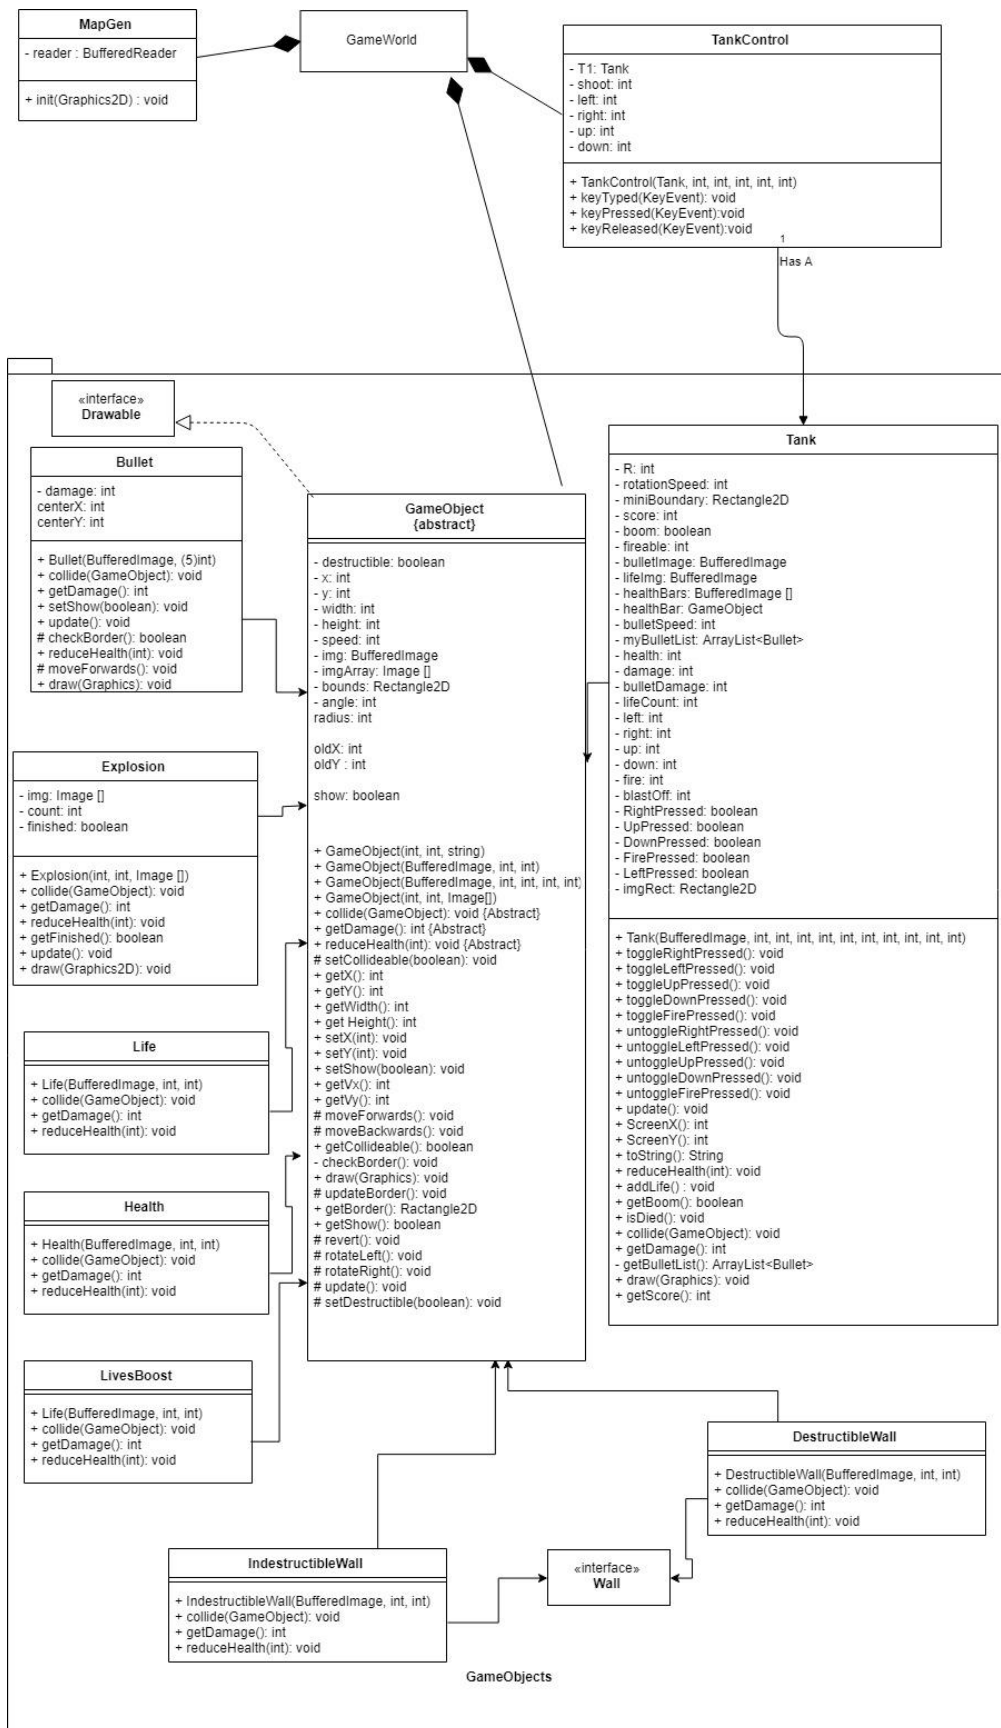 MapGen
- reader : BufferedReader
+ init(Graphics2D) : void
GameWorld
TankControl
- T1: Tank
- shoot: int
- left: int
- right: int
- up: int
- down: int
+ TankControl(Tank, int, int, int, int, int)
+ keyTyped(KeyEvent): void
+ keyPressed(KeyEvent):void
+ keyReleased(KeyEvent):void
1
Has A
«interface»
Drawable
Bullet
- damage: int
centerX: int
centerY: int
+ Bullet(BufferedImage, (5)int)
+ collide(GameObject): void
+ getDamage(): int
+ setShow(boolean): void
+ update(): void
# checkBorder(): boolean
+ reduceHealth(int): void
# moveForwards(): void
+ draw(Graphics): void
Explosion
- img: Image []
- count: int
- finished: boolean
+ Explosion(int, int, Image [])
+ collide(GameObject): void
+ getDamage(): int
+ reduceHealth(int): void
+ getFinished(): boolean
+ update(): void
+ draw(Graphics2D): void
Life
+ Life(BufferedImage, int, int)
+ collide(GameObject): void
+ getDamage(): int
+ reduceHealth(int): void
Health
+ Health(BufferedImage, int, int)
+ collide(GameObject): void
+ getDamage(): int
+ reduceHealth(int): void
LivesBoost
+ Life(BufferedImage, int, int)
+ collide(GameObject): void
+ getDamage(): int
+ reduceHealth(int): void
GameObject
{abstract}
- destructible: boolean
- x: int
- y: int
- width: int
- height: int
- speed: int
- img: BufferedImage
- imgArray: Image []
- bounds: Rectangle2D
- angle: int
radius: int
oldX: int
oldY : int
show: boolean
+ GameObject(int, int, string)
+ GameObject(BufferedImage, int, int)
+ GameObject(BufferedImage, int, int, int, int)
+ GameObject(int, int, Image[])
+ collide(GameObject): void {Abstract}
+ getDamage(): int {Abstract}
+ reduceHealth(int): void {Abstract}
# setCollideable(boolean): void
+ getX(): int
+ getY(): int
+ getWidth(): int
+ get Height(): int
+ setX(int): void
+ setY(int): void
+ setShow(boolean): void
+ getVx(): int
+ getVy(): int
# moveForwards(): void
# moveBackwards(): void
+ getCollideable(): boolean
- checkBorder(): void
+ draw(Graphics): void
# updateBorder(): void
+ getBorder(): Ractangle2D
+ getShow(): boolean
# revert(): void
# rotateLeft(): void
# rotateRight(): void
# update(): void
# setDestructible(boolean): void
Tank
- R: int
- rotationSpeed: int
- miniBoundary: Rectangle2D
- score: int
- boom: boolean
- fireable: int
- bulletImage: BufferedImage
- lifeImg: BufferedImage
- healthBars: BufferedImage []
- healthBar: GameObject
- bulletSpeed: int
- myBulletList: ArrayList<Bullet>
- health: int
- damage: int
- bulletDamage: int
- lifeCount: int
- left: int
- right: int
- up: int
- down: int
- fire: int
- blastOff: int
- RightPressed: boolean
- UpPressed: boolean
- DownPressed: boolean
- FirePressed: boolean
- LeftPressed: boolean
- imgRect: Rectangle2D
+ Tank(BufferedImage, int, int, int, int, int, int, int, int, int, int)
+ toggleRightPressed(): void
+ toggleLeftPressed(): void
+ toggleUpPressed(): void
+ toggleDownPressed(): void
+ toggleFirePressed(): void
+ untoggleRightPressed(): void
+ untoggleLeftPressed(): void
+ untoggleUpPressed(): void
+ untoggleDownPressed(): void
+ untoggleFirePressed(): void
+ update(): void
+ ScreenX(): int
+ ScreenY(): int
+ toString(): String
+ reduceHealth(int): void
+ addLife() : void
+ getBoom(): boolean
+ isDied(): void
+ collide(GameObject): void
+ getDamage(): int
- getBulletList(): ArrayList<Bullet>
+ draw(Graphics): void
+ getScore(): int
DestructibleWall
+ DestructibleWall(BufferedImage, int, int)
+ collide(GameObject): void
+ getDamage(): int
+ reduceHealth(int): void
IndestructibleWall
+ IndestructibleWall(BufferedImage, int, int)
+ collide(GameObject): void
+ getDamage(): int
+ reduceHealth(int): void
«interface»
Wall
GameObjects